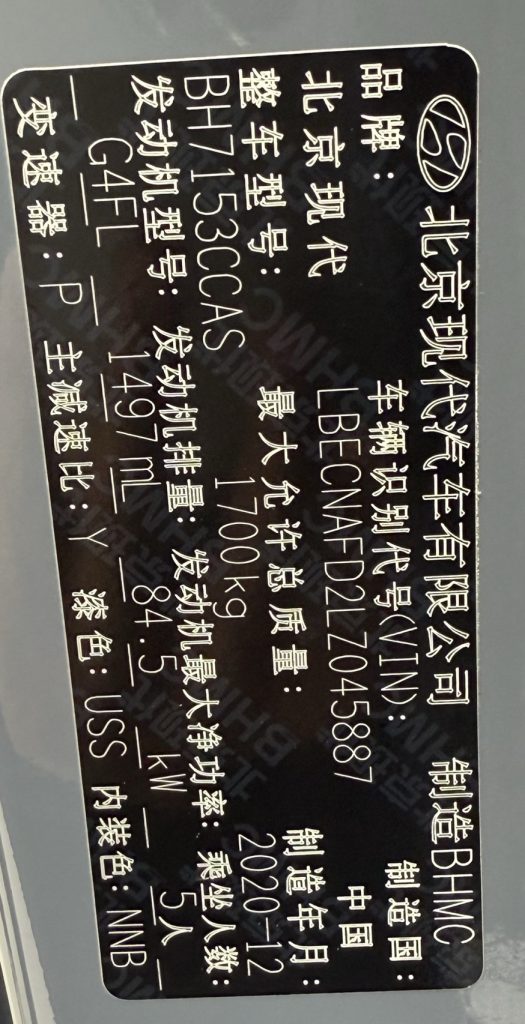 北京现代汽车有限公司 制造BHMC
品牌: 车辆识别代号(VIN): 制造国:
北京现代 LBECNAFD2LZ045887 中国
整车型号: 最大允许总质量: 制造年月:
BH7153CCAS 1700kg 2020-12
发动机型号: 发动机排量: 发动机最大净功率: 乘坐人数:
G4FL 1497mL 84.5 kW 5人
变速器: P 主减速比: Y 漆色: USS 内装色: NNB